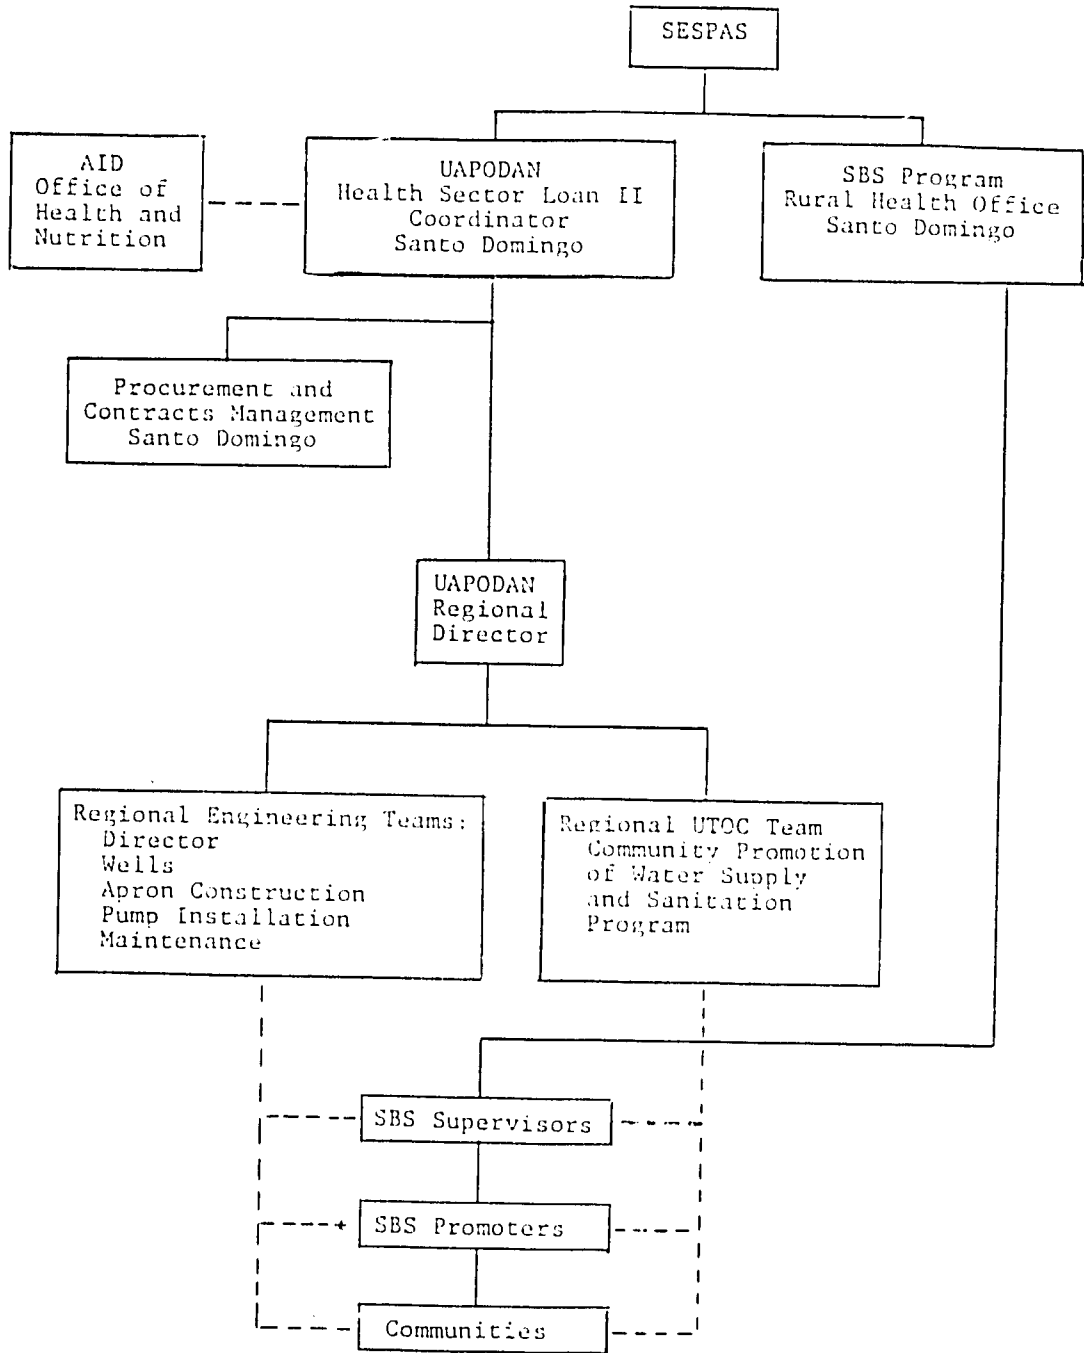 SESPAS
AID
Office of
Health and
Nutrition
UAPODAN
Health Sector Loan II
Coordinator
Santo Domingo
SBS Program
Rural Health Office
Santo Domingo
Procurement and
Contracts Management
Santo Domingo
UAPODAN
Regional
Director
Regional Engineering Teams:
Director
Wells
Apron Construction
Pump Installation
Maintenance
Regional UTOC Team
Community Promotion
of Water Supply
and Sanitation
Program
SBS Supervisors
SBS Promoters
Communities